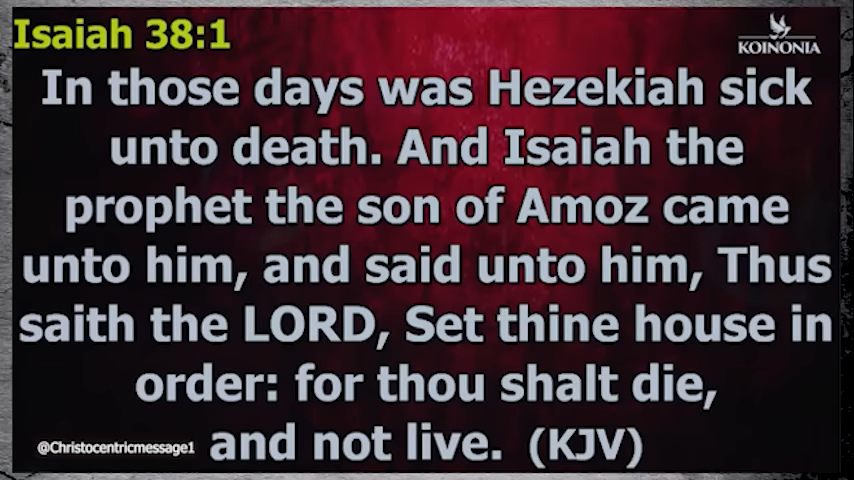 Isaiah 38:1
KOINONIA
In those days was Hezekiah sick
unto death. And Isaiah the
prophet the son of Amoz came
unto him, and said unto him, Thus
saith the LORD, Set thine house in
order: for thou shalt die,
@Christocentricmessage1 and not live. (KJV)